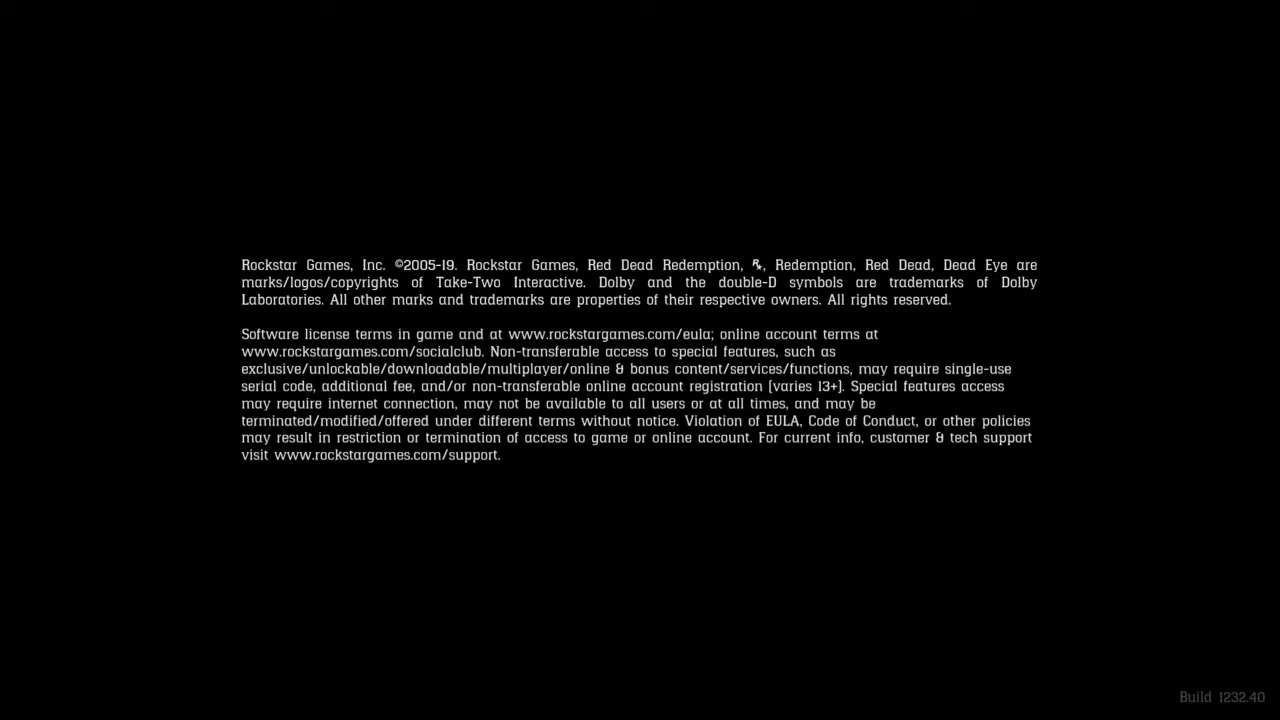 Rockstar Games, Inc. ©2005-19. Rockstar Games, Red Dead Redemption, R*, Redemption, Red Dead, Dead Eye are
marks/logos/copyrights of Take-Two Interactive. Dolby and the double-D symbols are trademarks of Dolby
Laboratories. All other marks and trademarks are properties of their respective owners. All rights reserved.
Software license terms in game and at www.rockstargames.com/eula; online account terms at
www.rockstargames.com/socialclub. Non-transferable access to special features, such as
exclusive/unlockable/downloadable/multiplayer/online & bonus content/services/functions, may require single-use
serial code, additional fee, and/or non-transferable online account registration [varies 13+]. Special features access
may require internet connection, may not be available to all users or at all times, and may be
terminated/modified/offered under different terms without notice. Violation of EULA, Code of Conduct, or other policies
may result in restriction or termination of access to game or online account. For current info, customer & tech support
visit www.rockstargames.com/support.
Build 1232.40